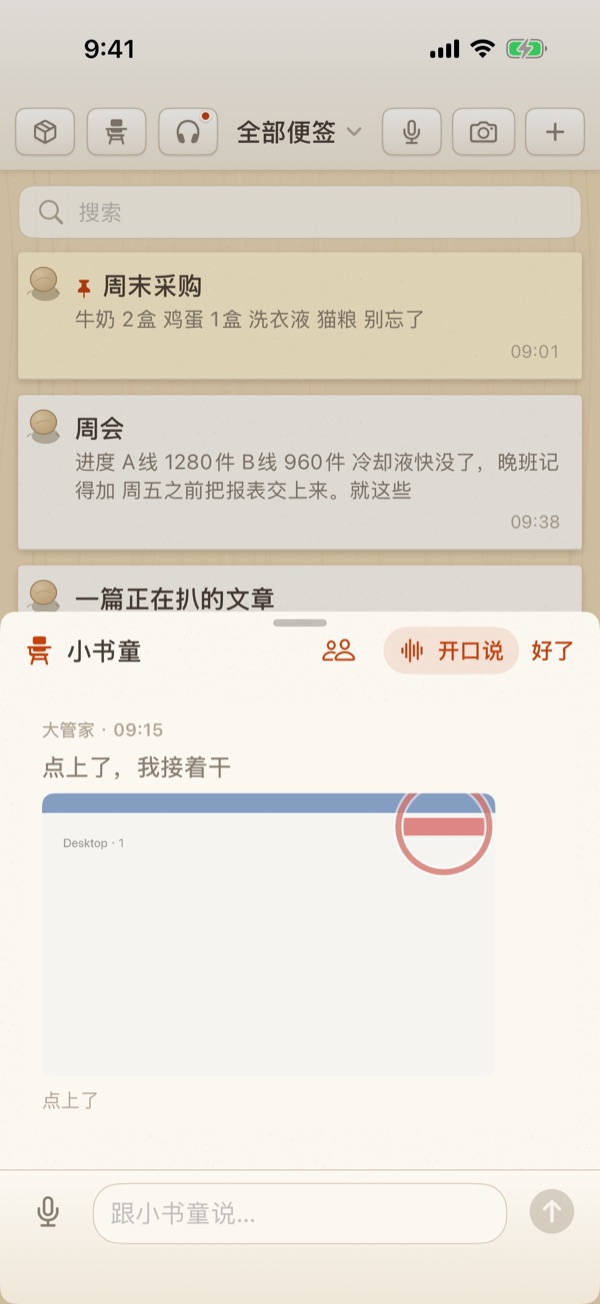 9:41
全部便签
搜索
周末采购
牛奶 2盒 鸡蛋 1盒 洗衣液 猫粮 别忘了
09:01
周会
进度 A线 1280件 B线 960件 冷却液快没了，晚班记
得加 周五之前把报表交上来。就这些
09:38
一篇正在扒的文章
小书童
开口说
好了
大管家 · 09:15
点上了，我接着干
Desktop · 1
点上了
跟小书童说...